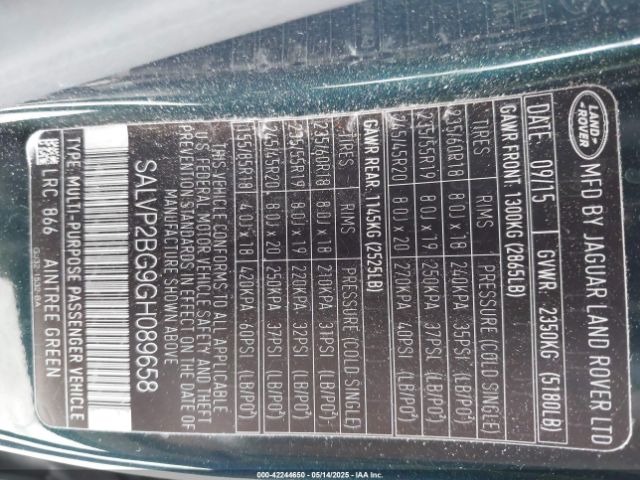 LAND
ROVER
MFD BY JAGUAR LAND ROVER LTD
09/15 GVWR 2350KG (5180LB)
GAWR FRONT: 1300KG (2865LB)
TIRES RIMS PRESSURE (COLD SINGLE)
235/60R18 8.0J x 18 240KPA 35PSI (LB/PO²)
235/55R19 8.0J x 19 250KPA 37PSI (LB/PO²)
245/45R20 8.0J x 20 270KPA 40PSI (LB/PO²)
GAWR REAR: 1145KG (2525LB)
TIRES RIMS PRESSURE (COLD SINGLE)
235/60R18 8.0J x 18 210KPA 31PSI (LB/PO²)
235/55R19 8.0J x 19 220KPA 32PSI (LB/PO²)
245/45R20 8.0J x 20 250KPA 37PSI (LB/PO²)
4.0J x 18 420KPA 60PSI (LB/PO²)
THIS VEHICLE CONFORMS TO ALL APPLICABLE
U.S. FEDERAL MOTOR VEHICLE SAFETY AND THEFT
PREVENTION STANDARDS IN EFFECT ON THE DATE OF
MANUFACTURE SHOWN ABOVE
SALVP2BG9GH089658
TYPE: MULTI-PURPOSE PASSENGER VEHICLE
LRC: 866 AINTREE GREEN
000-42244650 - 05/14/2025 - IAAI.COM